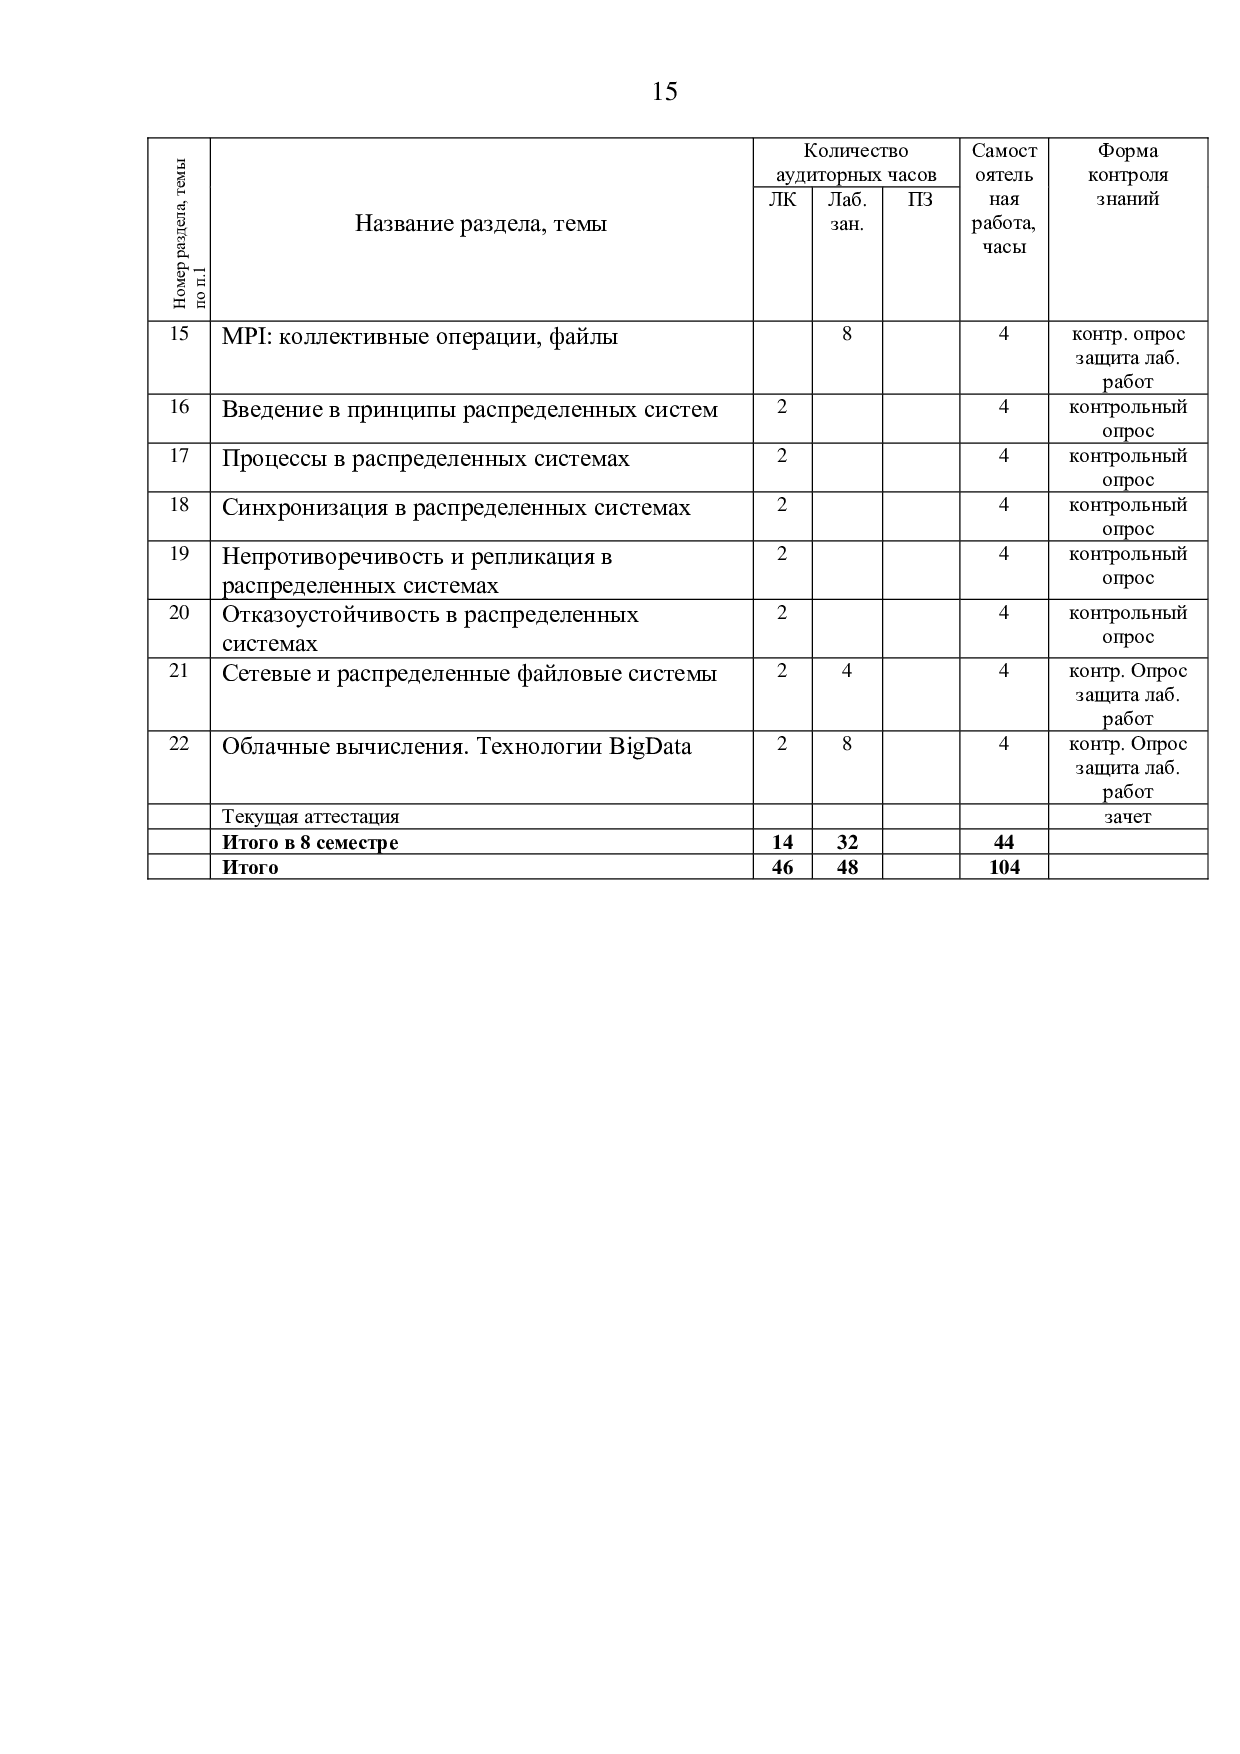 15
Номер раздела, темы
по п.1
Название раздела, темы
Количество
аудиторных часов
ЛК
Лаб.
зан.
ПЗ
Самост
оятель
ная
работа,
часы
Форма
контроля
знаний
15 MPI: коллективные операции, файлы 8 4 контр. опрос
защита лаб.
работ
16 Введение в принципы распределенных систем 2 4 контрольный
опрос
17 Процессы в распределенных системах 2 4 контрольный
опрос
18 Синхронизация в распределенных системах 2 4 контрольный
опрос
19 Непротиворечивость и репликация в 2 4 контрольный
распределенных системах опрос
20 Отказоустойчивость в распределенных 2 4 контрольный
системах опрос
21 Сетевые и распределенные файловые системы 2 4 4 контр. Опрос
защита лаб.
работ
22 Облачные вычисления. Технологии BigData 2 8 4 контр. Опрос
защита лаб.
работ
Текущая аттестация зачет
Итого в 8 семестре 14 32 44
Итого 46 48 104